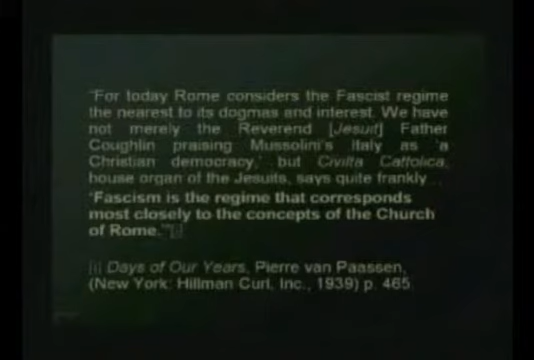 "For today Rome considers the Fascist regime
the nearest to its dogmas and interest. We have
not merely the Reverend [Jesuit] Father
Coughlin praising Mussolini's Italy as 'a
Christian democracy,' but Civilta Cattolica,
house organ of the Jesuits, says quite frankly...
'Fascism is the regime that corresponds
most closely to the concepts of the Church
of Rome.'"[i]
[i] Days of Our Years, Pierre van Paassen,
(New York: Hillman Curl, Inc., 1939) p. 465